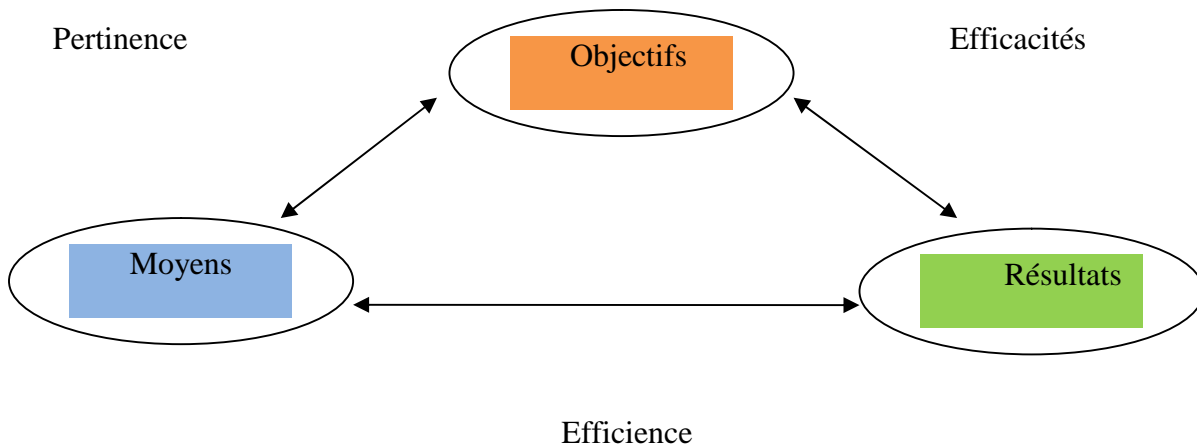 Pertinence
Efficacités
Objectifs
Moyens
Résultats
Efficience